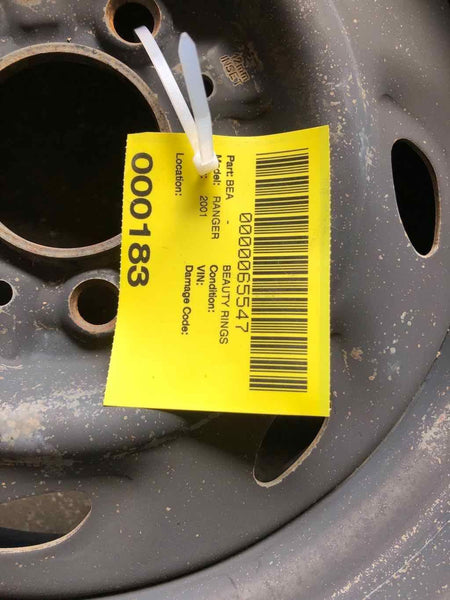 0000065547
Part: BEA - BEAUTY RINGS
Model: RANGER Condition:
: 2001 VIN:
Location: Damage Code:
000183